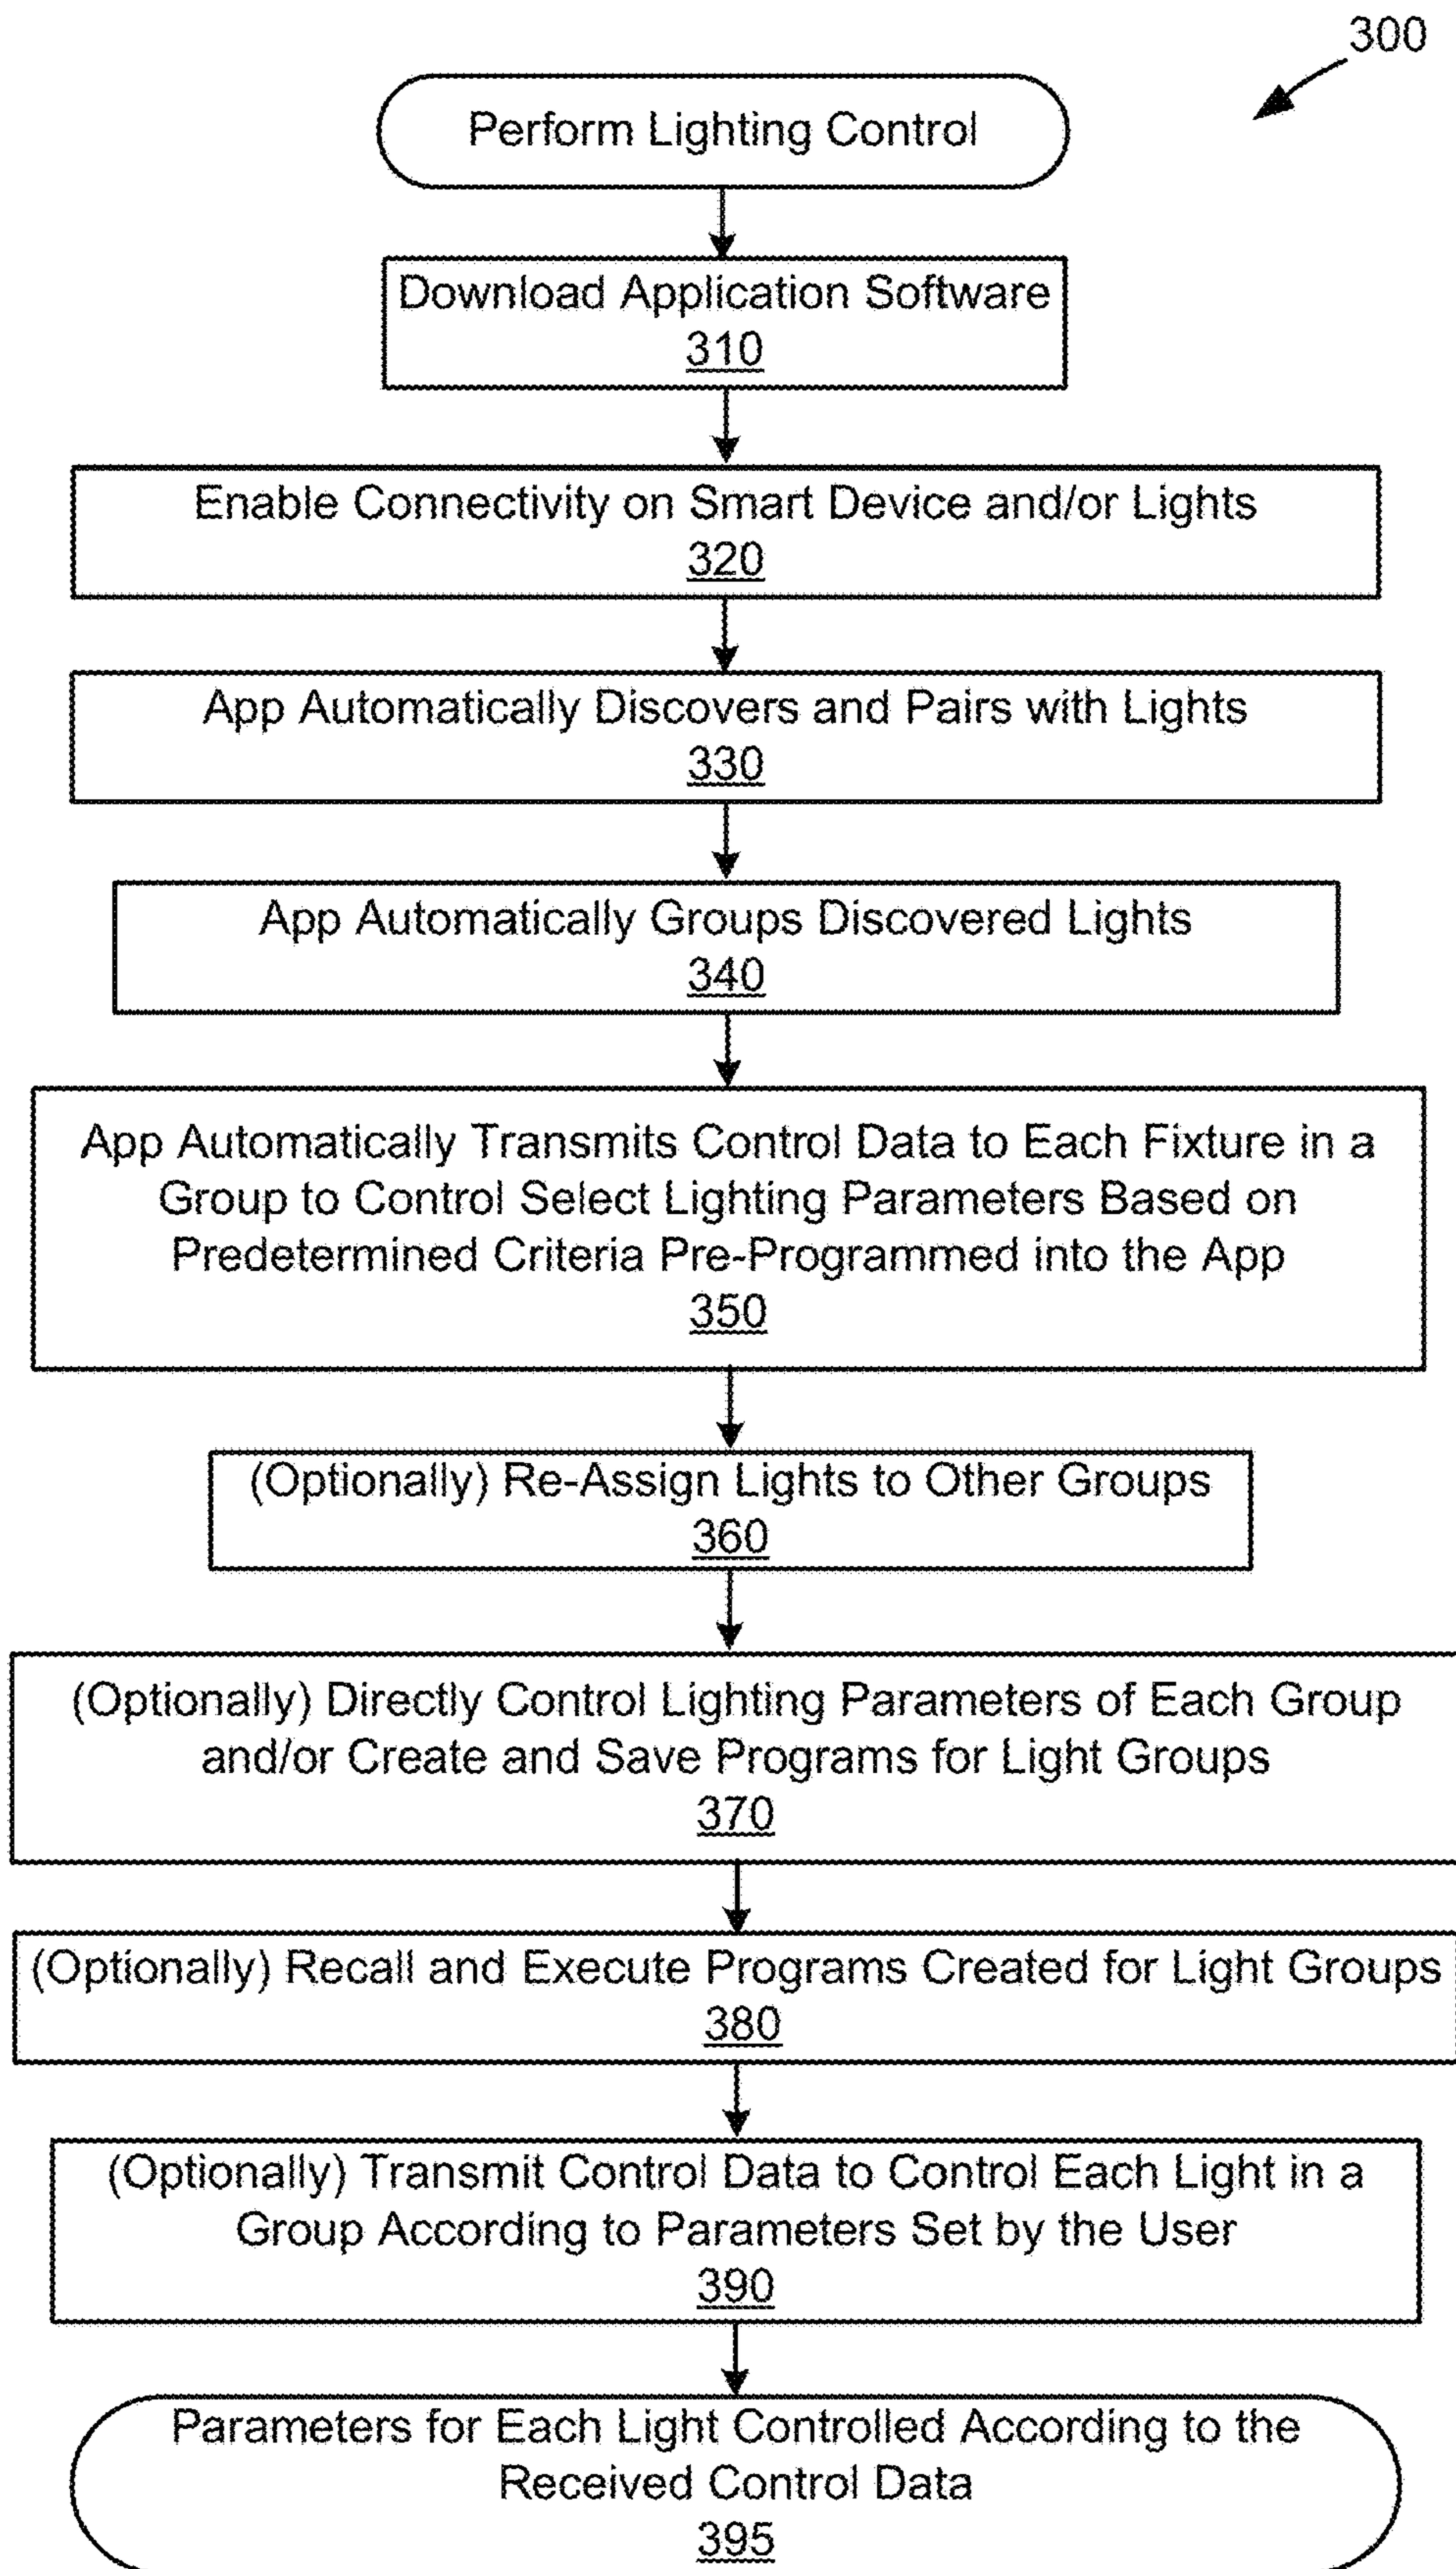 300
Perform Lighting Control
Download Application Software
310
Enable Connectivity on Smart Device and/or Lights
320
App Automatically Discovers and Pairs with Lights
330
App Automatically Groups Discovered Lights
340
App Automatically Transmits Control Data to Each Fixture in a
Group to Control Select Lighting Parameters Based on
Predetermined Criteria Pre-Programmed into the App
350
(Optionally) Re-Assign Lights to Other Groups
360
(Optionally) Directly Control Lighting Parameters of Each Group
and/or Create and Save Programs for Light Groups
370
(Optionally) Recall and Execute Programs Created for Light Groups
380
(Optionally) Transmit Control Data to Control Each Light in a
Group According to Parameters Set by the User
390
Parameters for Each Light Controlled According to the
Received Control Data
395